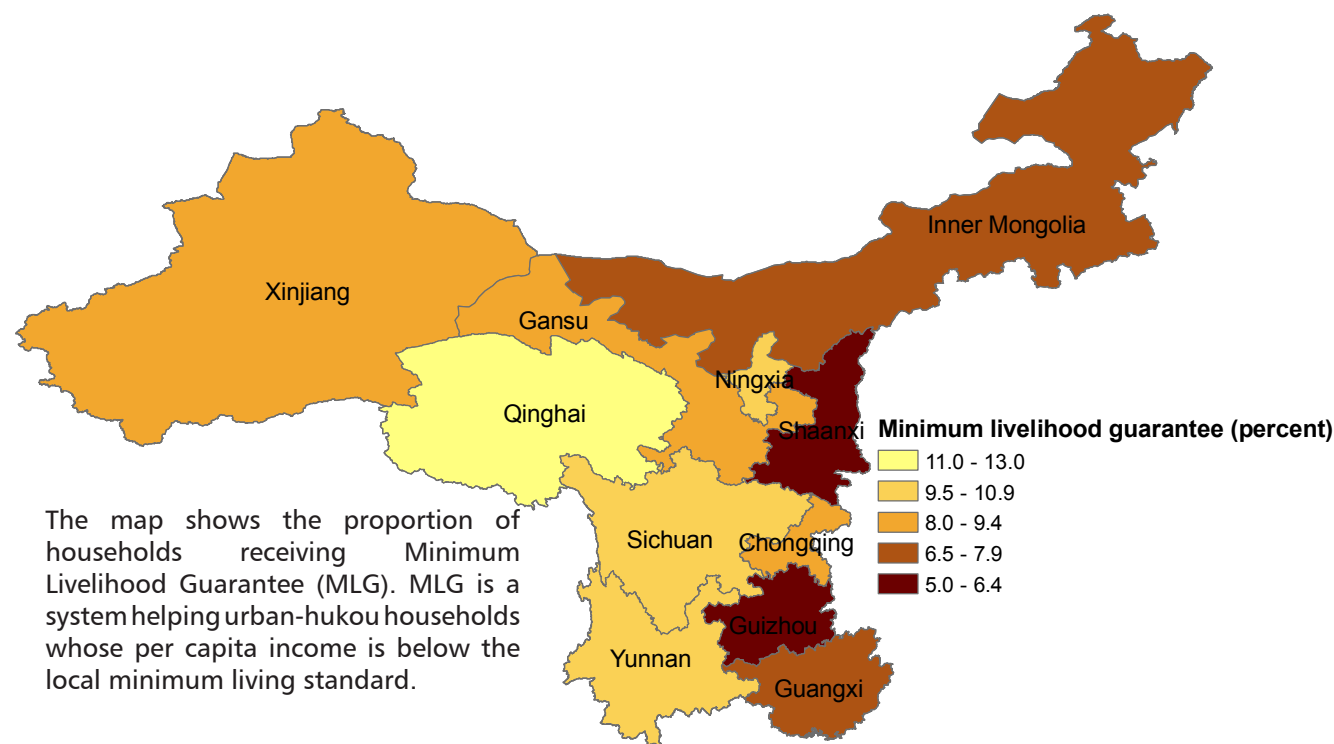 Inner Mongolia
Xinjiang
Gansu
Ningxia
Qinghai
Shaanxi
Minimum livelihood guarantee (percent)
11.0 - 13.0
9.5 - 10.9
8.0 - 9.4
6.5 - 7.9
5.0 - 6.4
The map shows the proportion of
households receiving Minimum
Livelihood Guarantee (MLG). MLG is a
system helping urban-hukou households
whose per capita income is below the
local minimum living standard.
Sichuan
Chongqing
Guizhou
Yunnan
Guangxi